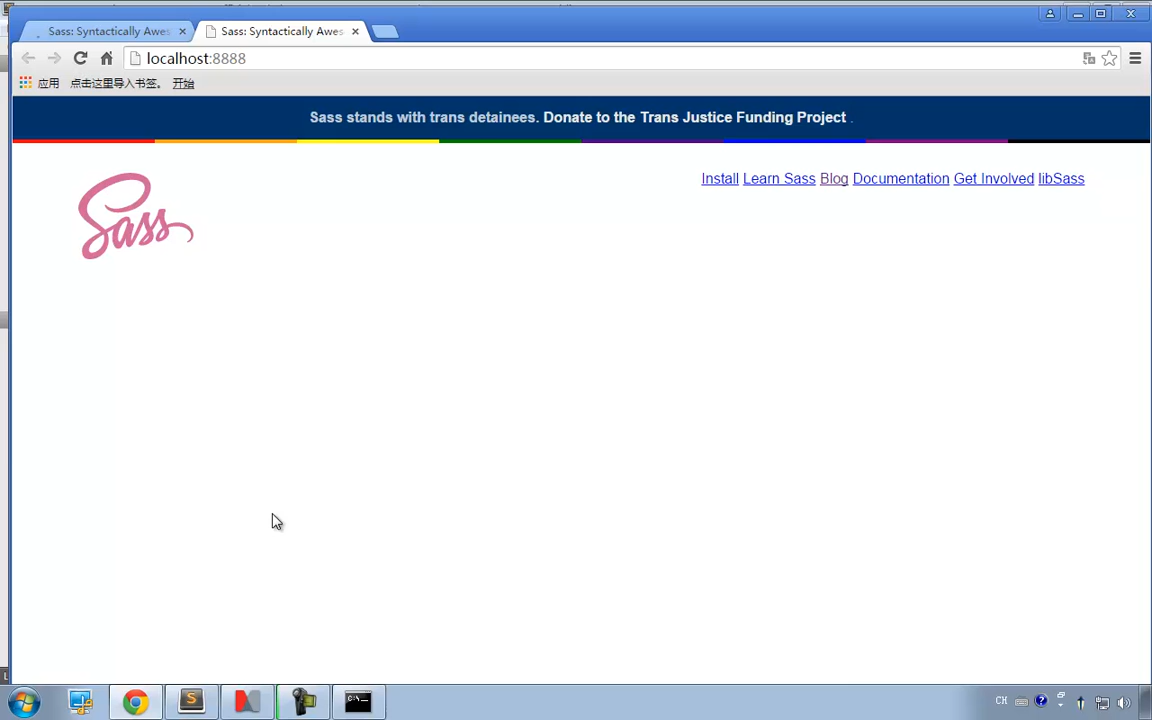 Sass: Syntactically Awes
Sass: Syntactically Awes
localhost:8888
应用 点击这里导入书签。 开始
Sass stands with trans detainees. Donate to the Trans Justice Funding Project .
Sass
Install Learn Sass Blog Documentation Get Involved libSass
CH